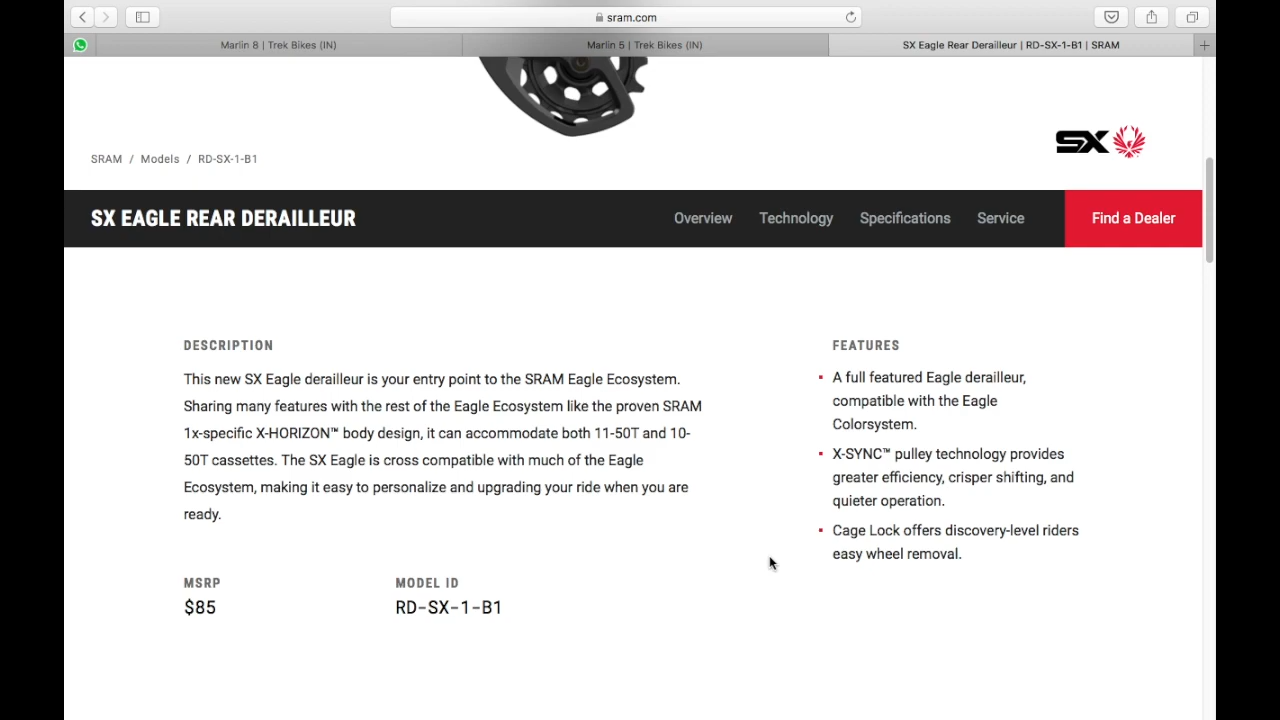 sram.com
Marlin 8 | Trek Bikes (IN)
Marlin 5 | Trek Bikes (IN)
SX Eagle Rear Derailleur | RD-SX-1-B1 | SRAM
SX
SRAM / Models / RD-SX-1-B1
SX EAGLE REAR DERAILLEUR
Overview
Technology
Specifications
Service
Find a Dealer
DESCRIPTION
This new SX Eagle derailleur is your entry point to the SRAM Eagle Ecosystem.
Sharing many features with the rest of the Eagle Ecosystem like the proven SRAM
1x-specific X-HORIZON™ body design, it can accommodate both 11-50T and 10-
50T cassettes. The SX Eagle is cross compatible with much of the Eagle
Ecosystem, making it easy to personalize and upgrading your ride when you are
ready.
MSRP
$85
MODEL ID
RD-SX-1-B1
FEATURES
A full featured Eagle derailleur,
compatible with the Eagle
Colorsystem.
X-SYNC™ pulley technology provides
greater efficiency, crisper shifting, and
quieter operation.
Cage Lock offers discovery-level riders
easy wheel removal.